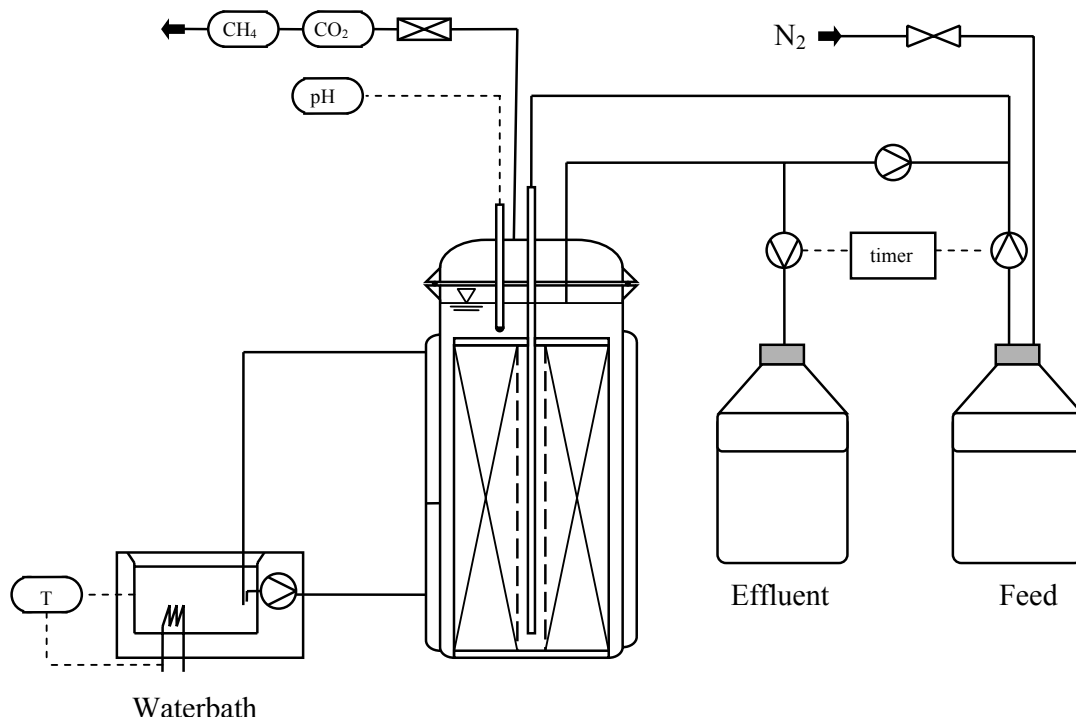 CH₄
CO₂
N₂
pH
timer
Effluent
Feed
T
Waterbath